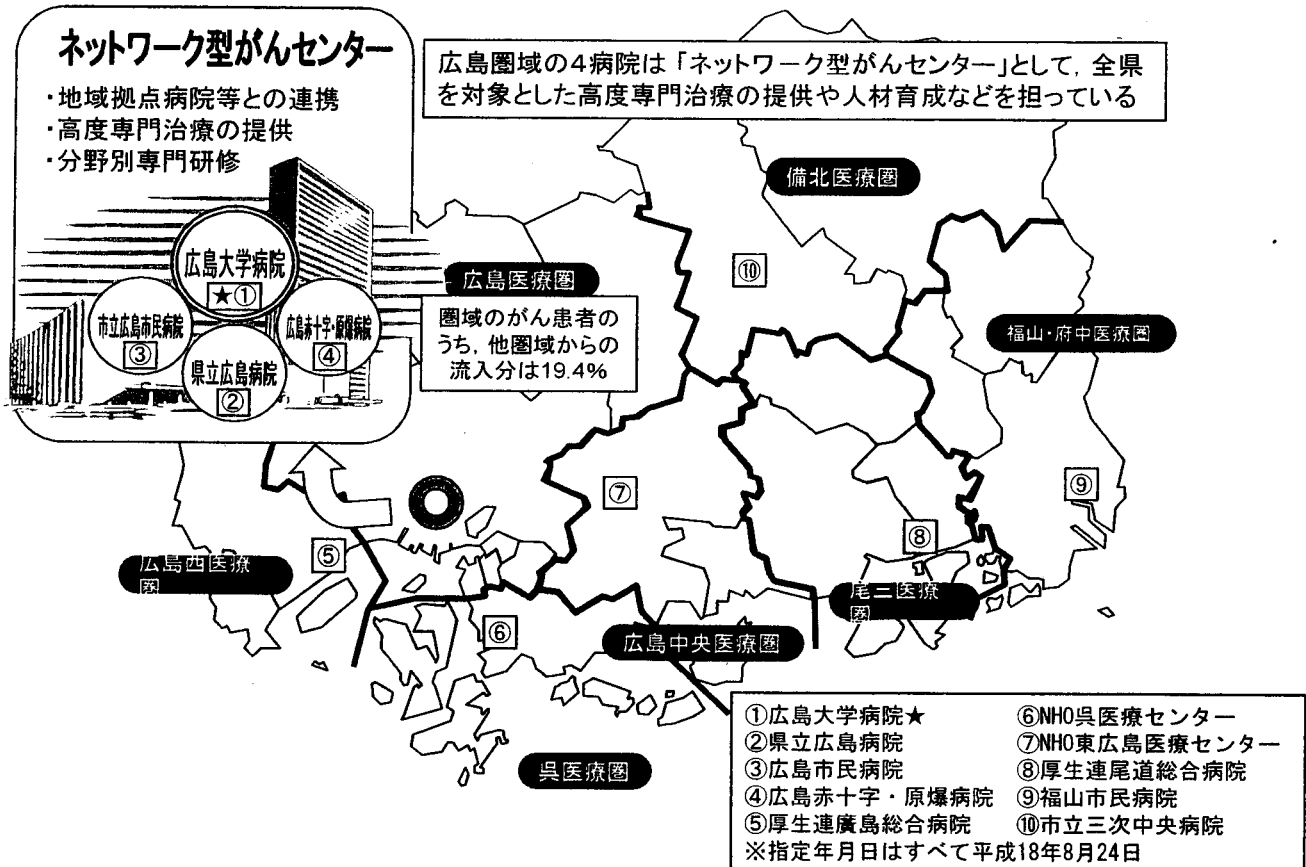 ネットワーク型がんセンター
・地域拠点病院等との連携
・高度専門治療の提供
・分野別専門研修
広島大学病院
★①
市立広島市民病院
③
広島赤十字・原爆病院
④
県立広島病院
②
広島圏域の4病院は「ネットワーク型がんセンター」として，全県
を対象とした高度専門治療の提供や人材育成などを担っている
備北医療圏
⑩
広島医療圏
圏域のがん患者の
うち，他圏域からの
流入分は19.4%
福山・府中医療圏
⑨
⑦
⑧
⑤
広島西医療
圏
尾三医療
圏
⑥
広島中央医療圏
呉医療圏
①広島大学病院★
②県立広島病院
③広島市民病院
④広島赤十字・原爆病院
⑤厚生連廣島総合病院
⑥NHO呉医療センター
⑦NHO東広島医療センター
⑧厚生連尾道総合病院
⑨福山市民病院
⑩市立三次中央病院
※指定年月日はすべて平成18年8月24日